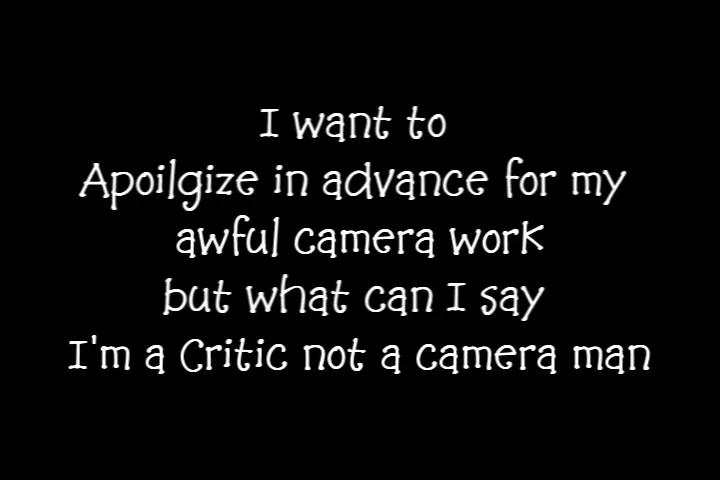 I want to
Apoilgize in advance for my
awful camera work
but what can I say
I'm a Critic not a camera man